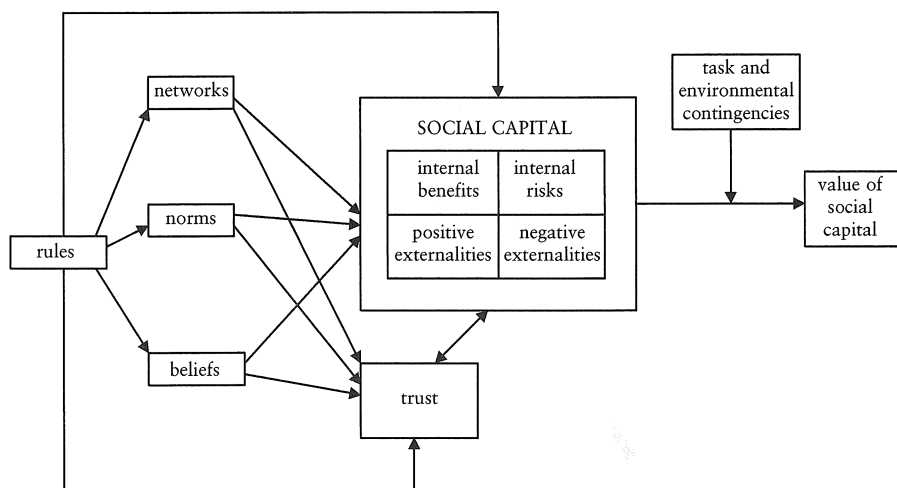 networks
task and
environmental
contingencies
SOCIAL CAPITAL
internal
benefits
internal
risks
value of
social
capital
norms
rules
positive
externalities
negative
externalities
beliefs
trust